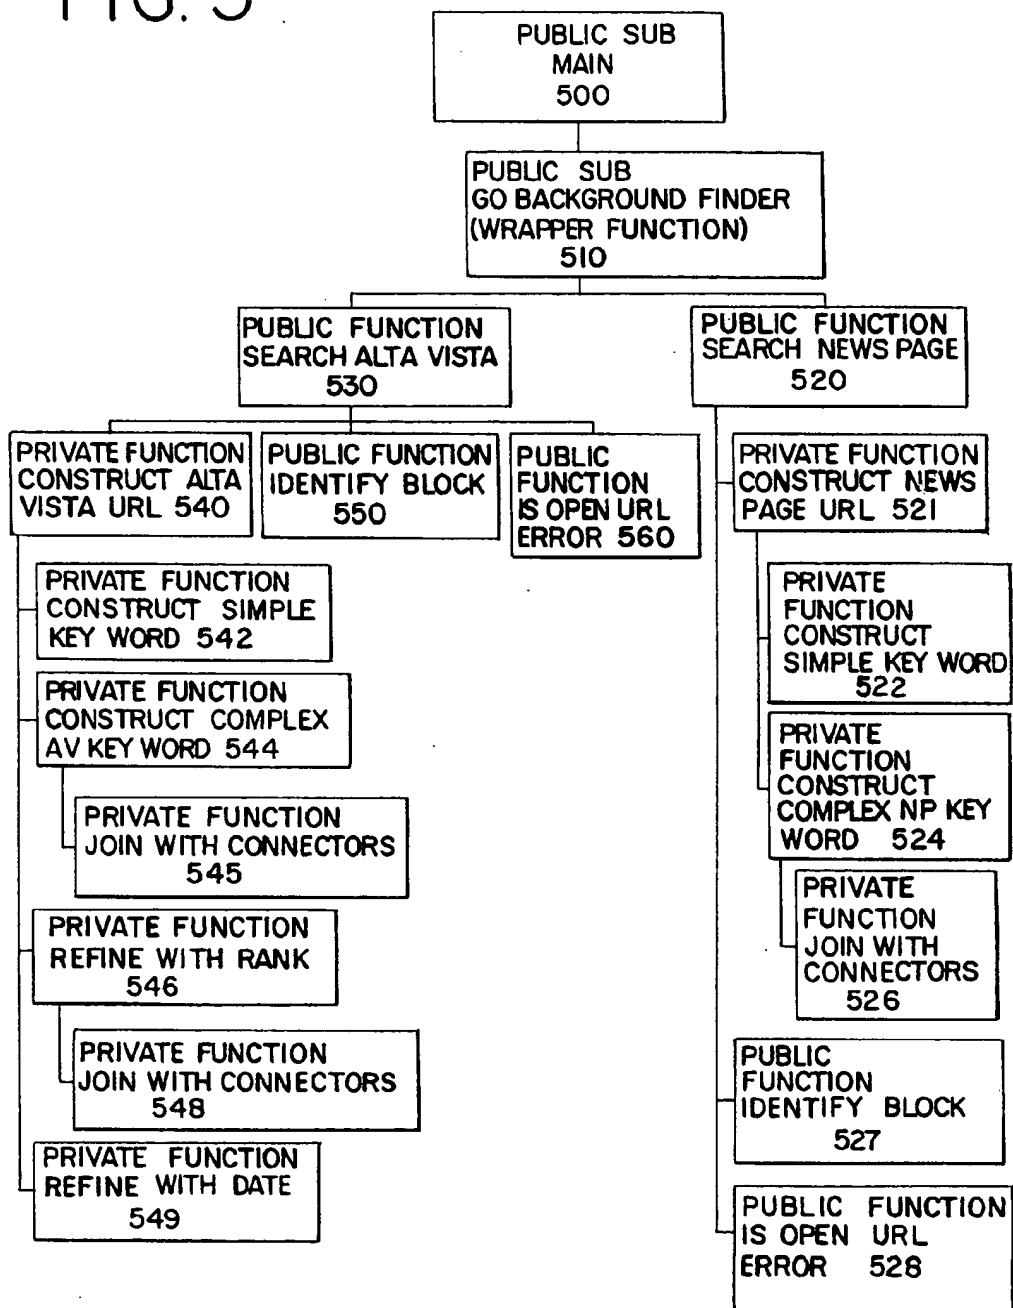 FIG. 5
PUBLIC SUB
MAIN
500
PUBLIC SUB
GO BACKGROUND FINDER
(WRAPPER FUNCTION)
510
PUBLIC FUNCTION
SEARCH ALTA VISTA
530
PUBLIC FUNCTION
SEARCH NEWS PAGE
520
PRIVATE FUNCTION
CONSTRUCT ALTA
VISTA URL 540
PUBLIC FUNCTION
IDENTIFY BLOCK
550
PUBLIC
FUNCTION
IS OPEN URL
ERROR 560
PRIVATE FUNCTION
CONSTRUCT NEWS
PAGE URL 521
PRIVATE FUNCTION
CONSTRUCT SIMPLE
KEY WORD 542
PRIVATE FUNCTION
CONSTRUCT COMPLEX
AV KEY WORD 544
PRIVATE FUNCTION
JOIN WITH CONNECTORS
545
PRIVATE FUNCTION
REFINE WITH RANK
546
PRIVATE FUNCTION
JOIN WITH CONNECTORS
548
PRIVATE FUNCTION
REFINE WITH DATE
549
PRIVATE
FUNCTION
CONSTRUCT
SIMPLE KEY WORD
522
PRIVATE
FUNCTION
CONSTRUCT
COMPLEX NP KEY
WORD 524
PRIVATE
FUNCTION
JOIN WITH
CONNECTORS
526
PUBLIC
FUNCTION
IDENTIFY BLOCK
527
PUBLIC FUNCTION
IS OPEN URL
ERROR 528